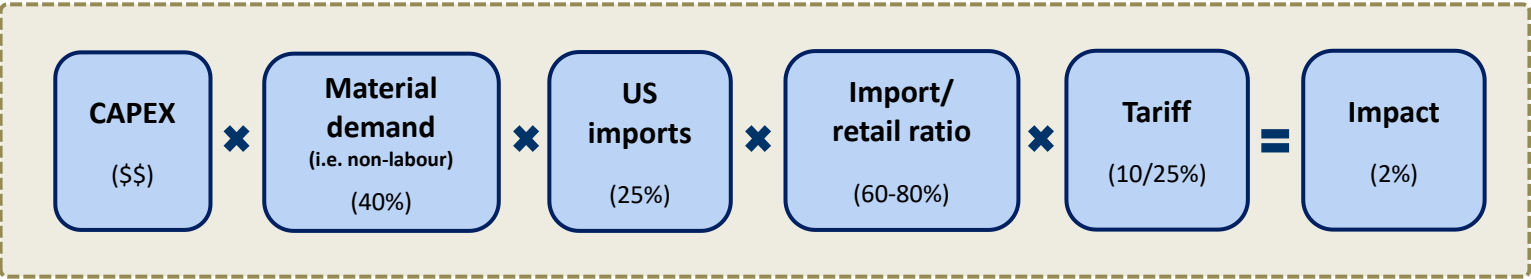 CAPEX
($$)
×
Material
demand
(i.e. non-labour)
(40%)
×
US
imports
(25%)
×
Import/
retail ratio
(60-80%)
×
Tariff
(10/25%)
=
Impact
(2%)